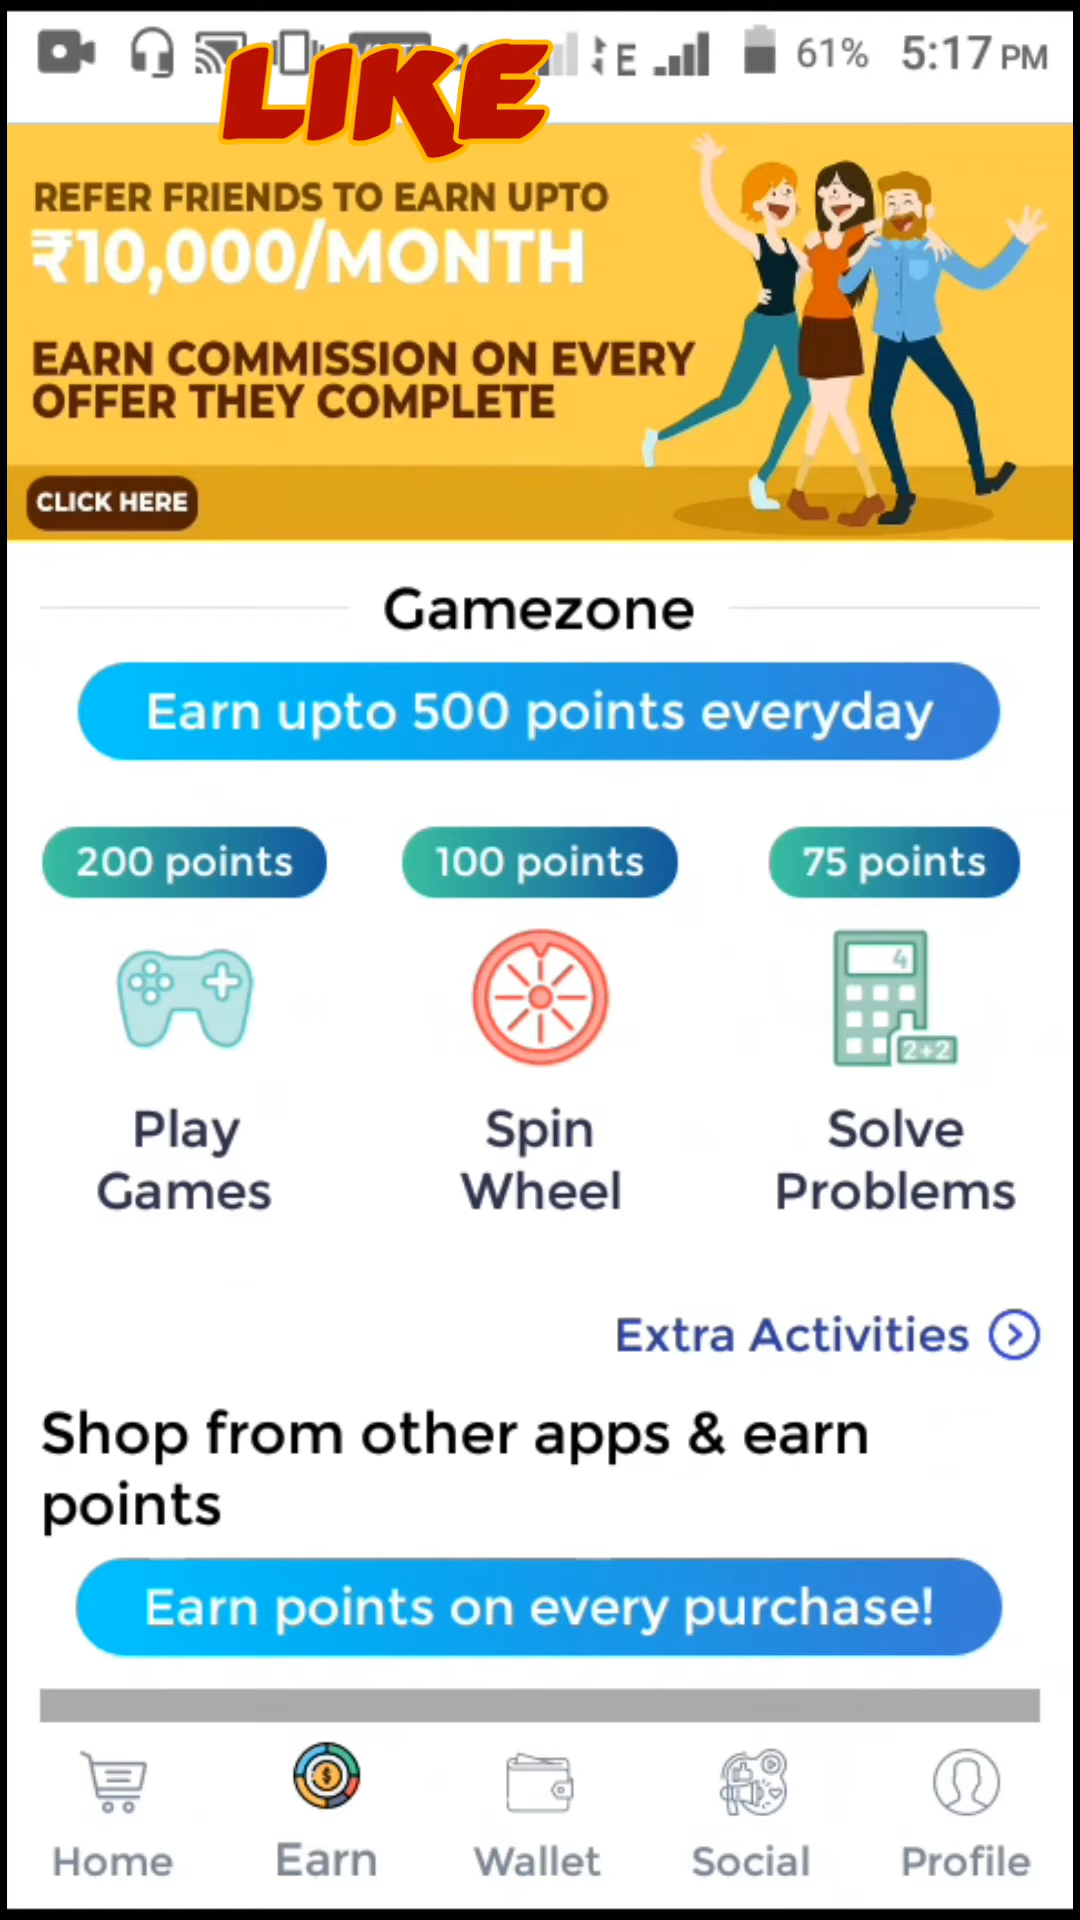 61% 5:17 PM
E
LIKE
REFER FRIENDS TO EARN UPTO
₹10,000/MONTH
EARN COMMISSION ON EVERY
OFFER THEY COMPLETE
CLICK HERE
Gamezone
Earn upto 500 points everyday
200 points 100 points 75 points
4
2+2
Play Spin Solve
Games Wheel Problems
Extra Activities
Shop from other apps & earn
points
Earn points on every purchase!
Home Earn Wallet Social Profile